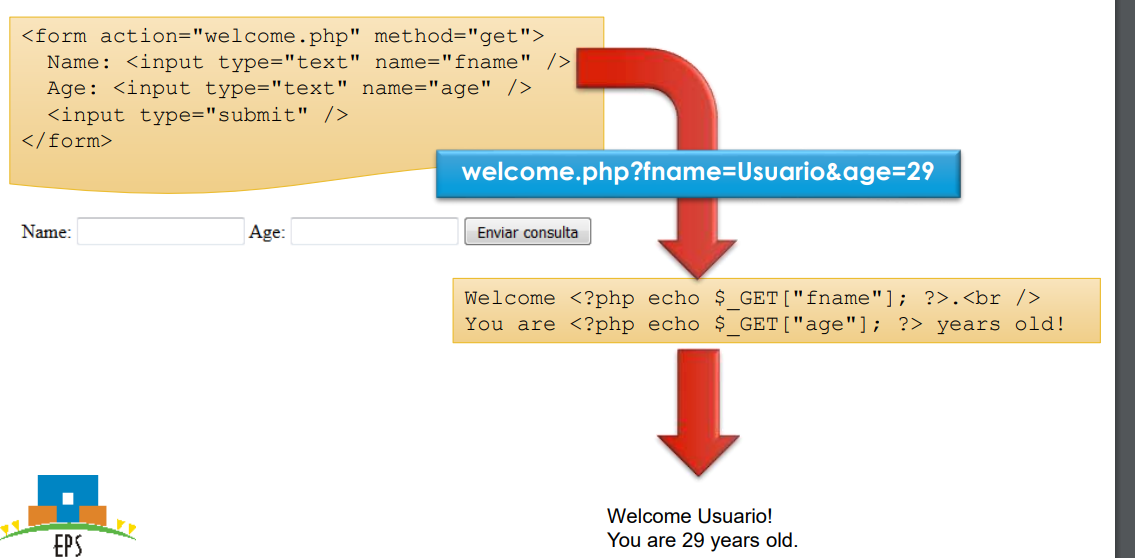 <form action="welcome.php" method="get">
Name: <input type="text" name="fname" />
Age: <input type="text" name="age" />
<input type="submit" />
</form>
welcome.php?fname=Usuario&age=29
Name: Age: Enviar consulta
Welcome <?php echo $_GET["fname"]; ?>.<br />
You are <?php echo $_GET["age"]; ?> years old!
Welcome Usuario!
You are 29 years old.
EPS